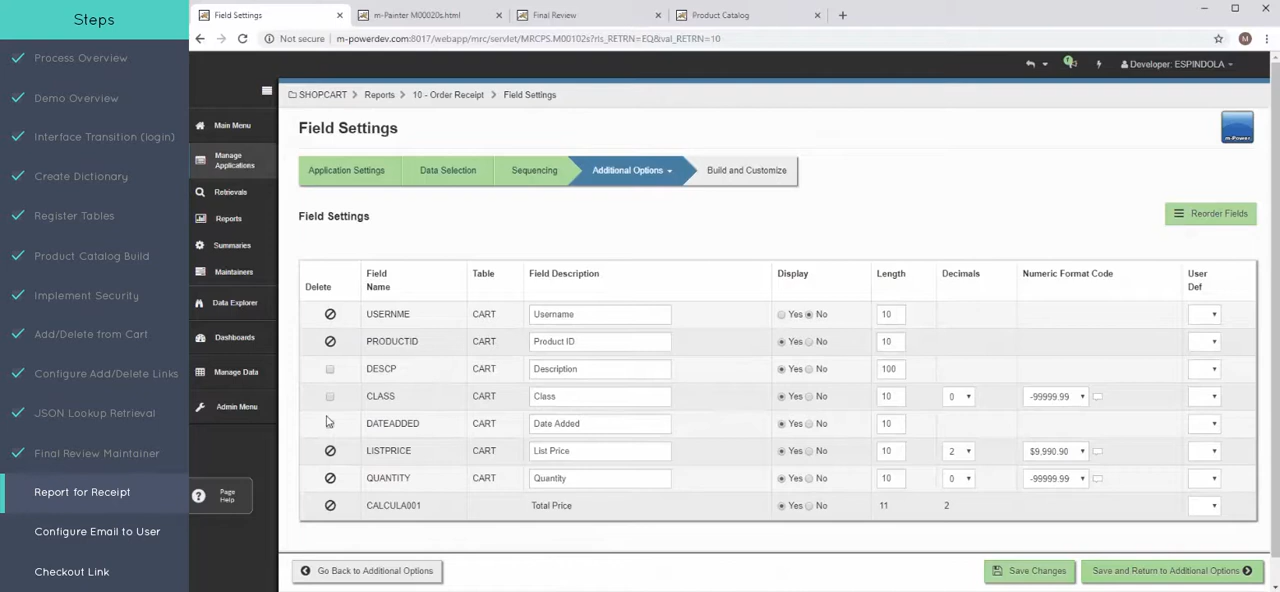 Steps
Process Overview
Demo Overview
Interface Transition (login)
Create Dictionary
Register Tables
Product Catalog Build
Implement Security
Add/Delete from Cart
Configure Add/Delete Links
JSON Lookup Retrieval
Final Review Maintainer
Report for Receipt
Configure Email to User
Checkout Link
Field Settings
m-Painter M00020s.html
Final Review
Product Catalog
Not secure
m-powerdev.com:8017/webapp/mrc/servlet/MRCPS.M00102s?rls_RETRN=EQ&val_RETRN=10
M
Developer: ESPINDOLA
Main Menu
Manage Applications
Retrievals
Reports
Summaries
Maintainers
Data Explorer
Dashboards
Manage Data
Admin Menu
Page Help
SHOPCART > Reports > 10 - Order Receipt > Field Settings
Field Settings
m-Power
Application Settings Data Selection Sequencing Additional Options Build and Customize
Field Settings
Reorder Fields
Delete Field Name Table Field Description Display Length Decimals Numeric Format Code User Def
USERNME CART Username Yes No 10
PRODUCTID CART Product ID Yes No 10
DESCP CART Description Yes No 100
CLASS CART Class Yes No 10 0 -99999.99
DATEADDED CART Date Added Yes No 10
LISTPRICE CART List Price Yes No 10 2 $9,990.90
QUANTITY CART Quantity Yes No 10 0 -99999.99
CALCULA001 Total Price Yes No 11 2
Go Back to Additional Options
Save Changes
Save and Return to Additional Options